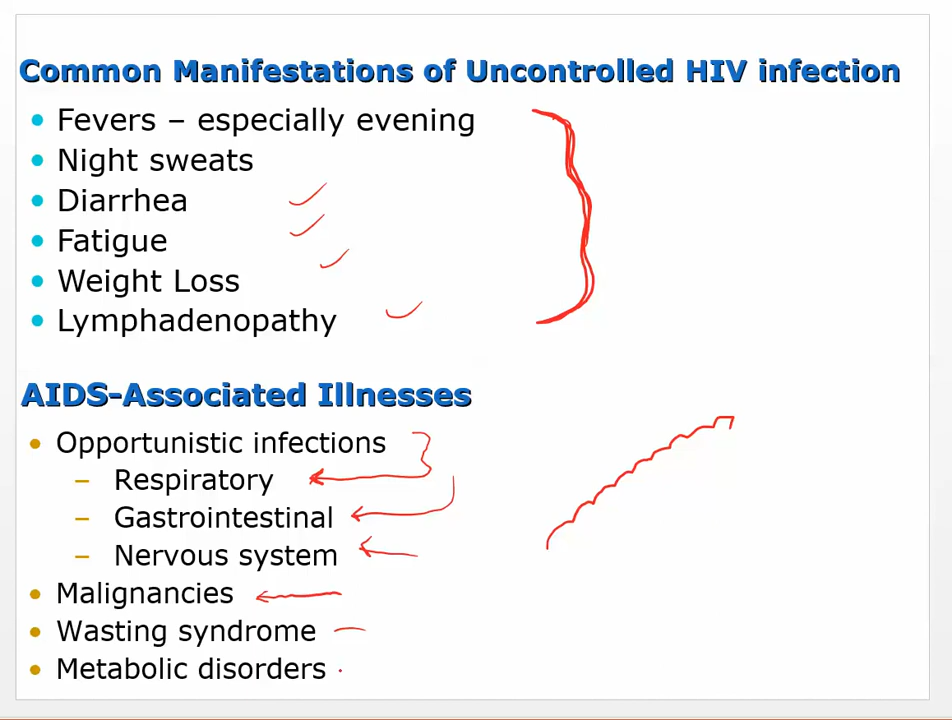 Common Manifestations of Uncontrolled HIV infection
• Fevers – especially evening
• Night sweats
• Diarrhea
• Fatigue
• Weight Loss
• Lymphadenopathy
AIDS-Associated Illnesses
• Opportunistic infections
– Respiratory
– Gastrointestinal
– Nervous system
• Malignancies
• Wasting syndrome
• Metabolic disorders